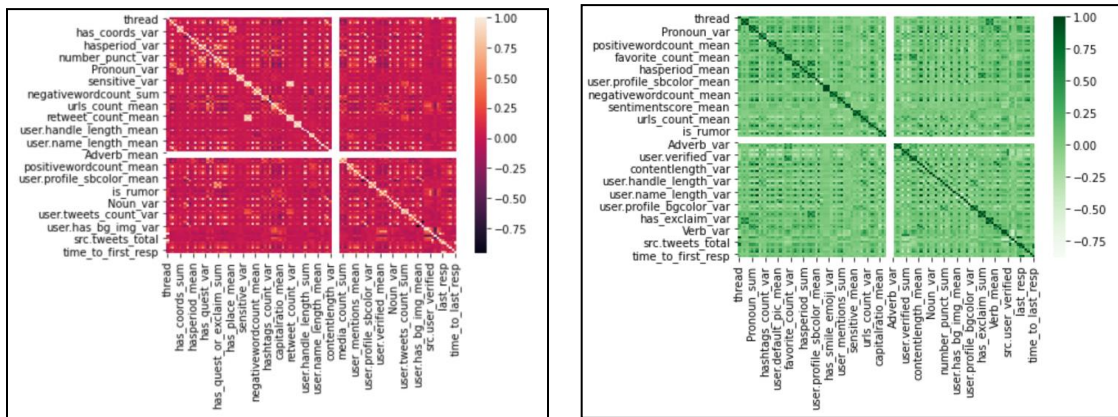 thread
has_coords_var
hasperiod_var
number_punct_var
Pronoun_var
sensitive_var
negativewordcount_sum
urls_count_mean
retweet_count_mean
user.handle_length_mean
user.name_length_mean
Adverb_mean
positivewordcount_mean
user.profile_sbcolor_mean
is_rumor
Noun_var
user.tweets_count_var
user.has_bg_img_var
src.tweets_total
time_to_first_resp
thread
has_coords_sum
hasperiod_mean
has_quest_var
has_quest_or_exclaim_sum
has_place_mean
sensitive_var
negativewordcount_mean
hashtags_count_var
capitalratio_mean
retweet_count_var
user.handle_length_sum
user.name_length_mean
contentlength_var
media_count_sum
user_mentions_mean
user.profile_sbcolor_var
user.verified_mean
Noun_var
user.tweets_count_sum
user.has_bg_img_mean
src.user_verified
last_resp
time_to_last_resp
1.00
0.75
0.50
0.25
0.00
−0.25
−0.50
−0.75
thread
Pronoun_var
positivewordcount_mean
favorite_count_var
hasperiod_mean
user.profile_sbcolor_mean
negativewordcount_mean
sentimentscore_mean
urls_count_mean
is_rumor
Adverb_var
user.verified_var
contentlength_var
user.handle_length_var
user.name_length_var
user.profile_bgcolor_var
has_exclaim_var
Verb_var
src.tweets_total
time_to_first_resp
thread
Pronoun_sum
hashtags_count_var
user.default_pic_mean
favorite_count_var
hasperiod_sum
user.profile_sbcolor_mean
has_smile_emoji_var
user_mentions_sum
sensitive_mean
urls_count_var
capitalratio_mean
Adverb_var
user.verified_sum
contentlength_mean
Noun_var
number_punct_sum
user.has_bg_img_mean
user.profile_bgcolor_var
has_exclaim_sum
Verb_mean
src.user_verified
last_resp
time_to_last_resp
1.00
0.75
0.50
0.25
0.00
−0.25
−0.50
−0.75